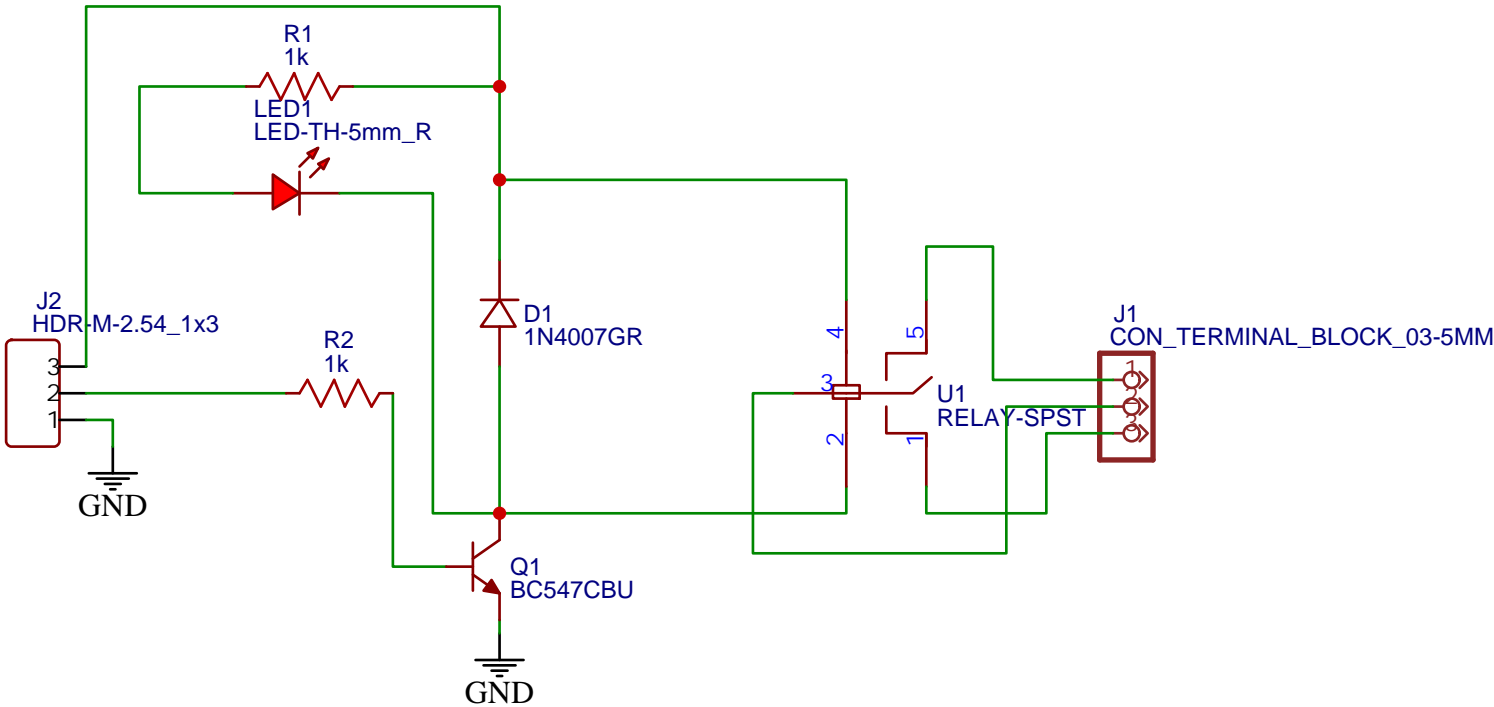 R1
1k
LED1
LED-TH-5mm_R
J2
HDR-M-2.54_1x3
3
2
1
GND
R2
1k
D1
1N4007GR
Q1
BC547CBU
GND
4
5
3
2
1
U1
RELAY-SPST
J1
CON_TERMINAL_BLOCK_03-5MM
1
2
3